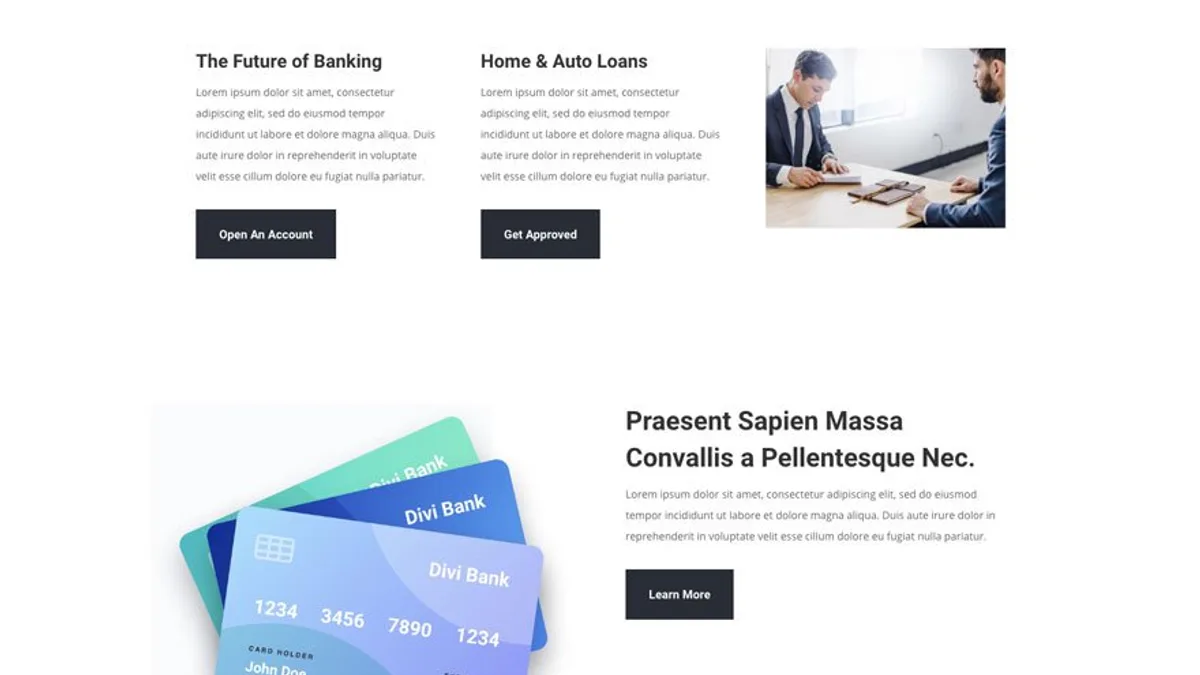 The Future of Banking
Lorem ipsum dolor sit amet, consectetur
adipiscing elit, sed do eiusmod tempor
incididunt ut labore et dolore magna aliqua. Duis
aute irure dolor in reprehenderit in voluptate
velit esse cillum dolore eu fugiat nulla pariatur.
Open An Account
Home & Auto Loans
Lorem ipsum dolor sit amet, consectetur
adipiscing elit, sed do eiusmod tempor
incididunt ut labore et dolore magna aliqua. Duis
aute irure dolor in reprehenderit in voluptate
velit esse cillum dolore eu fugiat nulla pariatur.
Get Approved
Divi Bank
Divi Bank
Divi Bank
1234 3456 7890 1234
CARD HOLDER
John Doe
Praesent Sapien Massa
Convallis a Pellentesque Nec.
Lorem ipsum dolor sit amet, consectetur adipiscing elit, sed do eiusmod
tempor incididunt ut labore et dolore magna aliqua. Duis aute irure dolor in
reprehenderit in voluptate velit esse cillum dolore eu fugiat nulla pariatur.
Learn More